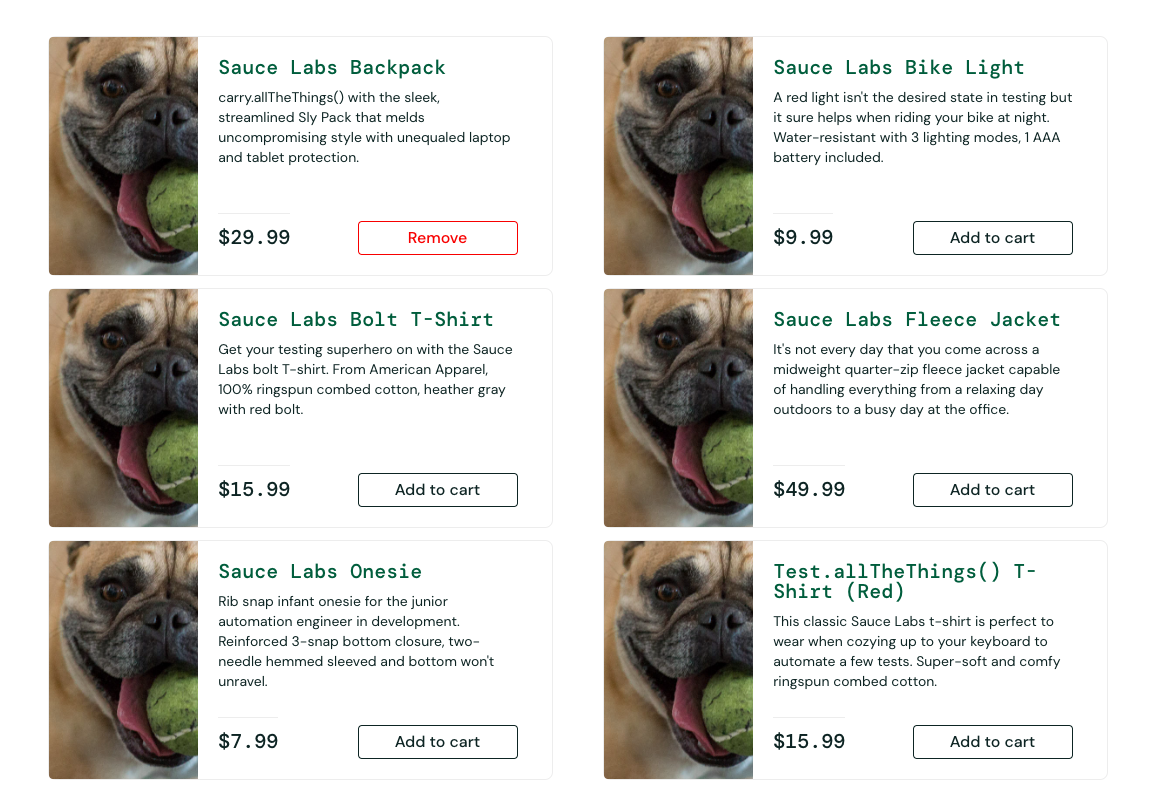 Sauce Labs Backpack
carry.allTheThings() with the sleek,
streamlined Sly Pack that melds
uncompromising style with unequaled laptop
and tablet protection.
$29.99
Remove
Sauce Labs Bike Light
A red light isn't the desired state in testing but
it sure helps when riding your bike at night.
Water-resistant with 3 lighting modes, 1 AAA
battery included.
$9.99
Add to cart
Sauce Labs Bolt T-Shirt
Get your testing superhero on with the Sauce
Labs bolt T-shirt. From American Apparel,
100% ringspun combed cotton, heather gray
with red bolt.
$15.99
Add to cart
Sauce Labs Fleece Jacket
It's not every day that you come across a
midweight quarter-zip fleece jacket capable
of handling everything from a relaxing day
outdoors to a busy day at the office.
$49.99
Add to cart
Sauce Labs Onesie
Rib snap infant onesie for the junior
automation engineer in development.
Reinforced 3-snap bottom closure, two-
needle hemmed sleeved and bottom won't
unravel.
$7.99
Add to cart
Test.allTheThings() T-
Shirt (Red)
This classic Sauce Labs t-shirt is perfect to
wear when cozying up to your keyboard to
automate a few tests. Super-soft and comfy
ringspun combed cotton.
$15.99
Add to cart